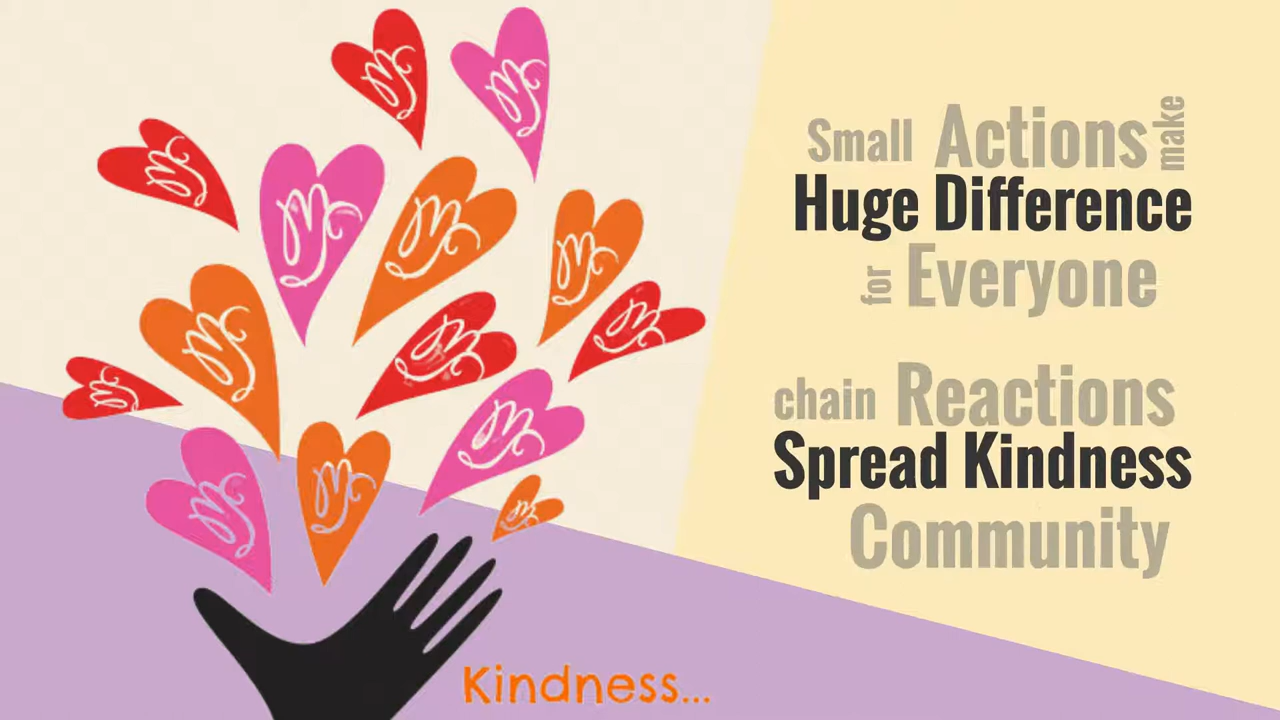 Small Actions make
Huge Difference
for Everyone
chain Reactions
Spread Kindness
Community
Kindness...